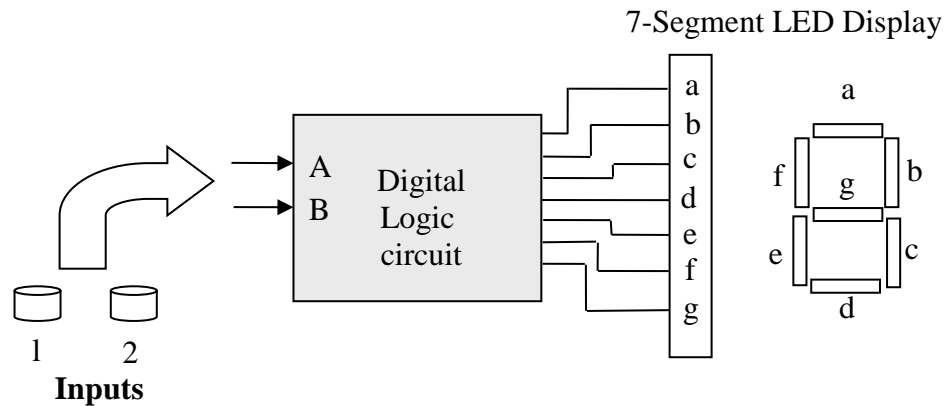 7-Segment LED Display
A
B
Digital
Logic
circuit
a
b
c
d
e
f
g
a
f
b
g
e
c
d
1
2
Inputs